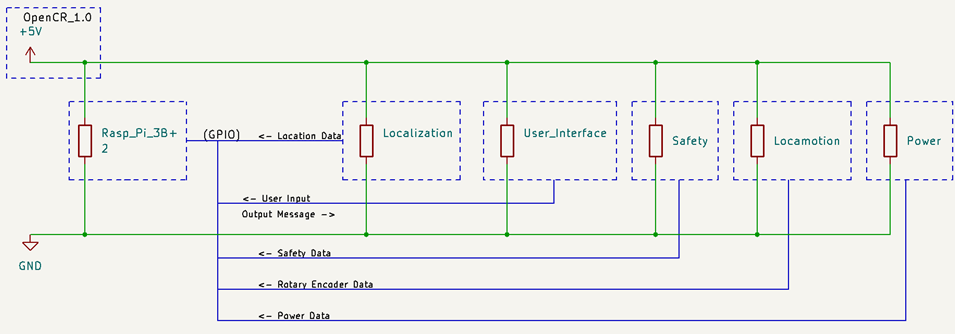 OpenCR_1.0
+5V
Rasp_Pi_3B+
2
(GPIO)
<- Location Data
Localization
User_Interface
Safety
Locamotion
Power
<- User Input
Output Message ->
<- Safety Data
GND
<- Rotary Encoder Data
<- Power Data